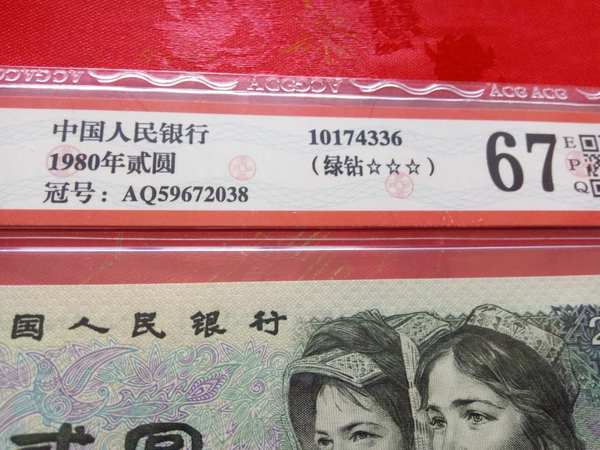 ACG ACG
中国人民银行
10174336
1980年贰圆
(绿钻☆☆☆)
冠号：AQ59672038
67
E
P
Q
国人民银行
2
贰圆